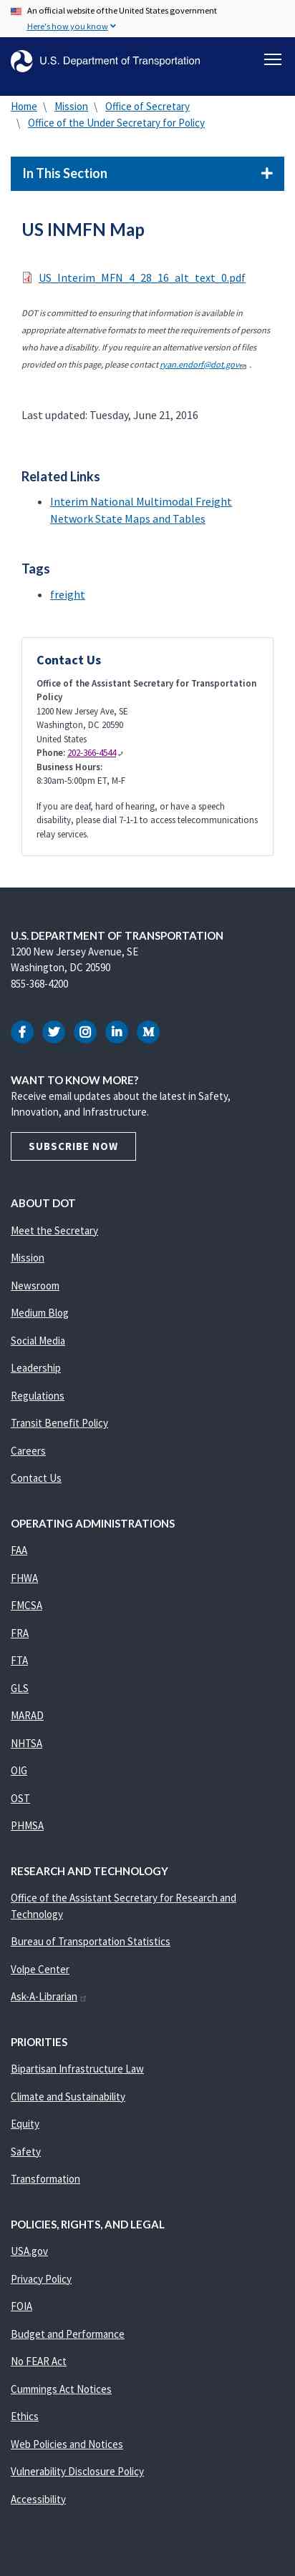 An official website of the United States government
Here's how you know
U.S. Department of Transportation
Home \ Mission \ Office of Secretary
\ Office of the Under Secretary for Policy
In This Section
US INMFN Map
US_Interim_MFN_4_28_16_alt_text_0.pdf
DOT is committed to ensuring that information is available in
appropriate alternate formats to meet the requirements of persons
who have a disability. If you require an alternative version of files
provided on this page, please contact ryan.endorf@dot.gov .
Last updated: Tuesday, June 21, 2016
Related Links
• Interim National Multimodal Freight
Network State Maps and Tables
Tags
• freight
Contact Us
Office of the Assistant Secretary for Transportation
Policy
1200 New Jersey Ave, SE
Washington, DC 20590
United States
Phone: 202-366-4544
Business Hours:
8:30am-5:00pm ET, M-F
If you are deaf, hard of hearing, or have a speech
disability, please dial 7-1-1 to access telecommunications
relay services.
U.S. DEPARTMENT OF TRANSPORTATION
1200 New Jersey Avenue, SE
Washington, DC 20590
855-368-4200
WANT TO KNOW MORE?
Receive email updates about the latest in Safety,
Innovation, and Infrastructure.
SUBSCRIBE NOW
ABOUT DOT
Meet the Secretary
Mission
Newsroom
Medium Blog
Social Media
Leadership
Regulations
Transit Benefit Policy
Careers
Contact Us
OPERATING ADMINISTRATIONS
FAA
FHWA
FMCSA
FRA
FTA
GLS
MARAD
NHTSA
OIG
OST
PHMSA
RESEARCH AND TECHNOLOGY
Office of the Assistant Secretary for Research and
Technology
Bureau of Transportation Statistics
Volpe Center
Ask-A-Librarian
PRIORITIES
Bipartisan Infrastructure Law
Climate and Sustainability
Equity
Safety
Transformation
POLICIES, RIGHTS, AND LEGAL
USA.gov
Privacy Policy
FOIA
Budget and Performance
No FEAR Act
Cummings Act Notices
Ethics
Web Policies and Notices
Vulnerability Disclosure Policy
Accessibility